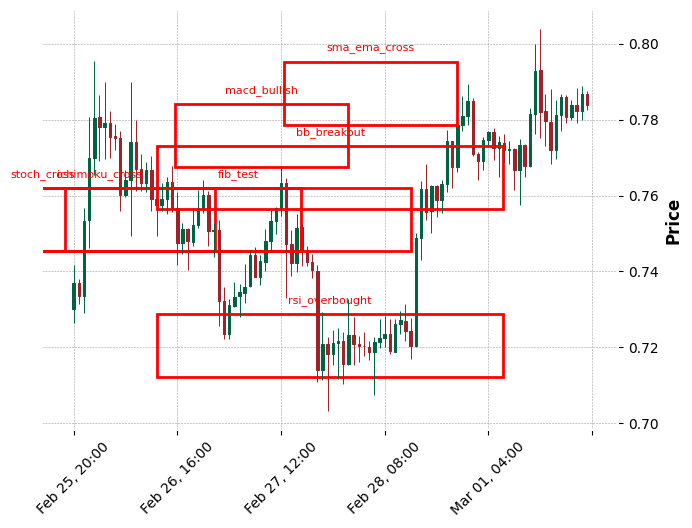 sma_ema_cross
macd_bullish
bb_breakout
stoch_cross
ichimoku_cross
fib_test
rsi_overbought
0.80
0.78
0.76
0.74
0.72
0.70
Price
Feb 25, 20:00
Feb 26, 16:00
Feb 27, 12:00
Feb 28, 08:00
Mar 01, 04:00